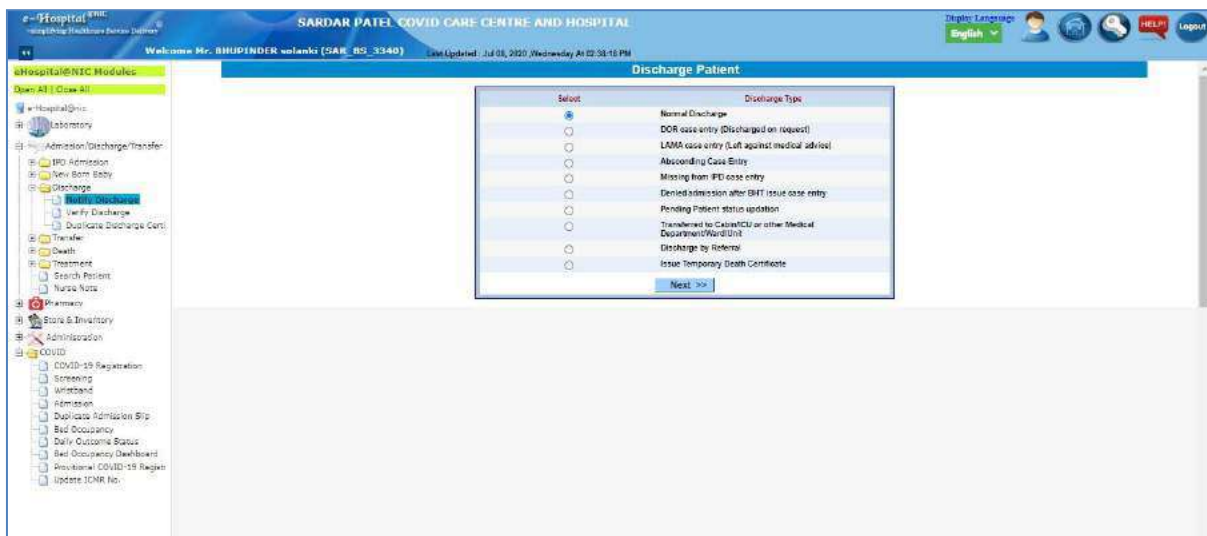 e-Hospital@NIC
SARDAR PATEL COVID CARE CENTRE AND HOSPITAL
Display Language
English
HELP!
Logout
Welcome Mr. BHUPINDER solanki (SAR_BS_3340)
Last Updated : Jul 08, 2020 ,Wednesday At 02:38:18 PM
eHospital@NIC Modules
Open All | Close All
e-Hospital@nic
Laboratory
Admission/Discharge/Transfer
IPD Admission
New Born Baby
Discharge
Notify Discharge
Verify Discharge
Duplicate Discharge Certi
Transfer
Death
Treatment
Search Patient
Nurse Note
Pharmacy
Store & Inventory
Administration
COVID
COVID-19 Registration
Screening
Wristband
Admission
Duplicate Admission Slip
Bed Occupancy
Daily Outcome Status
Bed Occupancy Dashboard
Provitional COVID-19 Regist
Update ICMR No.
Discharge Patient
Select Discharge Type
Normal Discharge
DOR case entry (Discharged on request)
LAMA case entry (Left against medical advice)
Absconding Case Entry
Missing from IPD case entry
Denied admission after BHT issue case entry
Pending Patient status updation
Transferred to Cabin/ICU or other Medical
Department/Ward/Unit
Discharge by Referral
Issue Temporary Death Certificate
Next >>